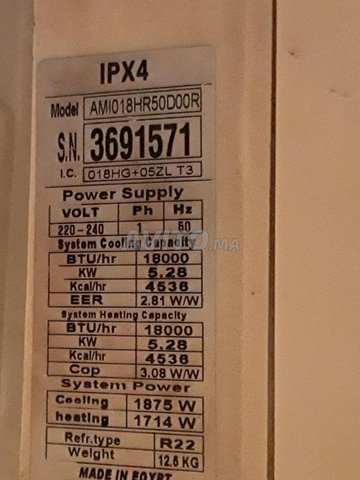 IPX4
Model AMI018HR50D00R
S.N. 3691571
I.C. 018HG+05ZL T3
Power Supply
VOLT Ph Hz
220-240 1 50
AVITO.MA
System Cooling Capacity
BTU/hr 18000
KW 5.28
Kcal/hr 4536
EER 2.81 W/W
System Heating Capacity
BTU/hr 18000
KW 5.28
Kcal/hr 4536
Cop 3.08 W/W
System Power
Cooling 1875 W
heating 1714 W
Refr.type R22
Weight 12.5 KG
MADE IN EGYPT